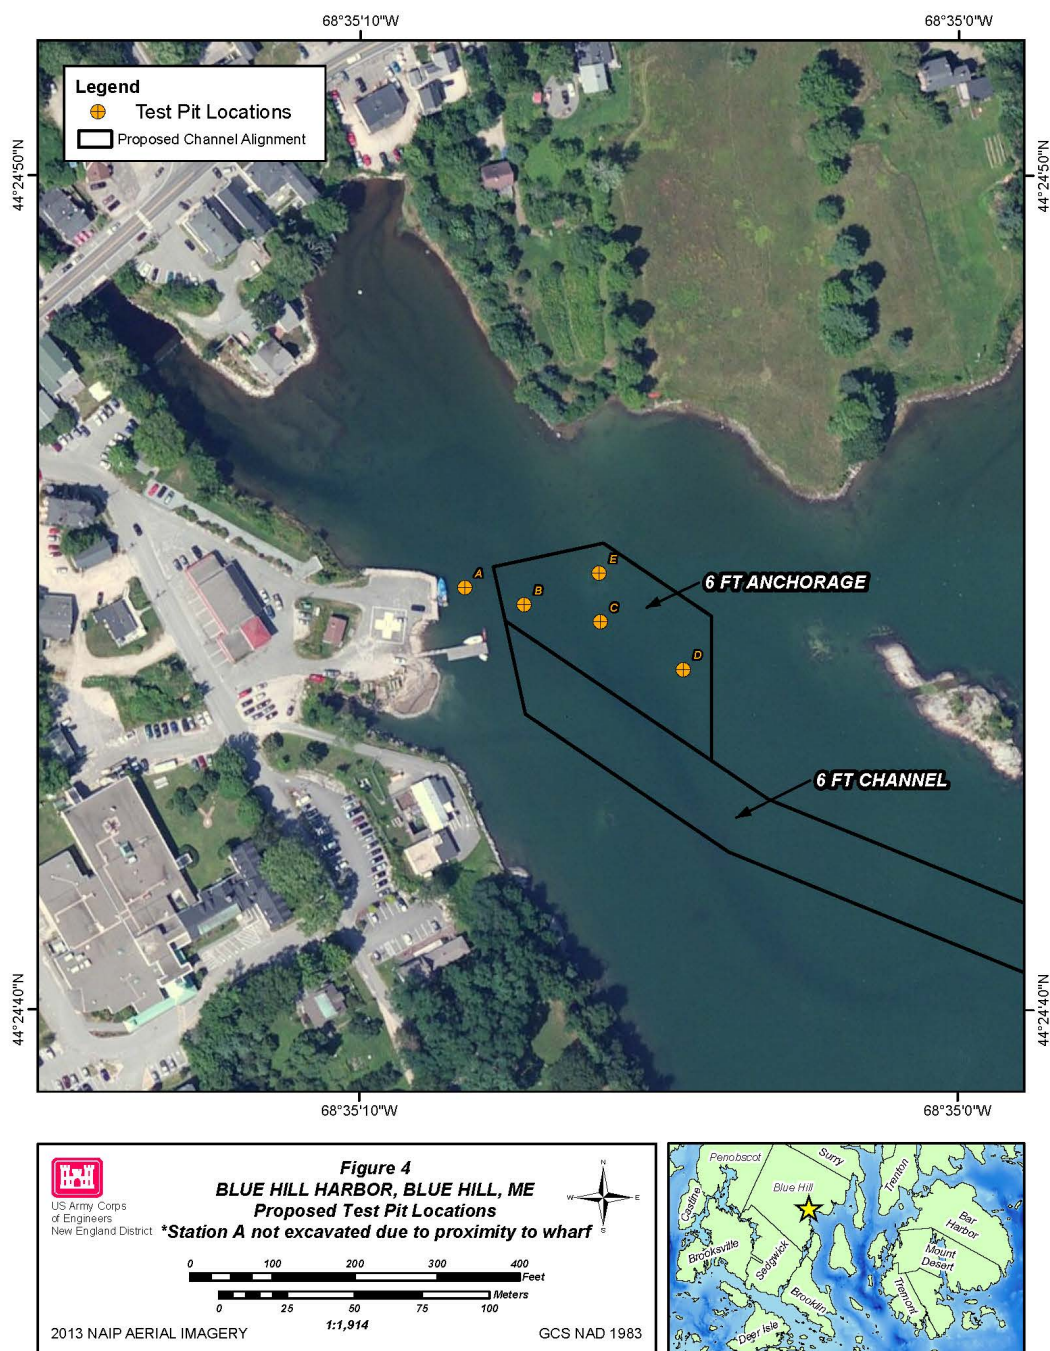 68°35'10"W
68°35'0"W
Legend
Test Pit Locations
Proposed Channel Alignment
44°24'50"N
44°24'50"N
E
A
B
C
D
6 FT ANCHORAGE
6 FT CHANNEL
44°24'40"N
44°24'40"N
68°35'10"W
68°35'0"W
US Army Corps
of Engineers
New England District
Figure 4
BLUE HILL HARBOR, BLUE HILL, ME
Proposed Test Pit Locations
*Station A not excavated due to proximity to wharf
N
W
E
S
0 100 200 300 400
Feet
Meters
0 25 50 75 100
1:1,914
2013 NAIP AERIAL IMAGERY
GCS NAD 1983
Penobscot
Surry
Trenton
Blue Hill
Castine
Bar
Harbor
Brooksville
Sedgwick
Mount
Desert
Tremont
Brooklin
Deer Isle